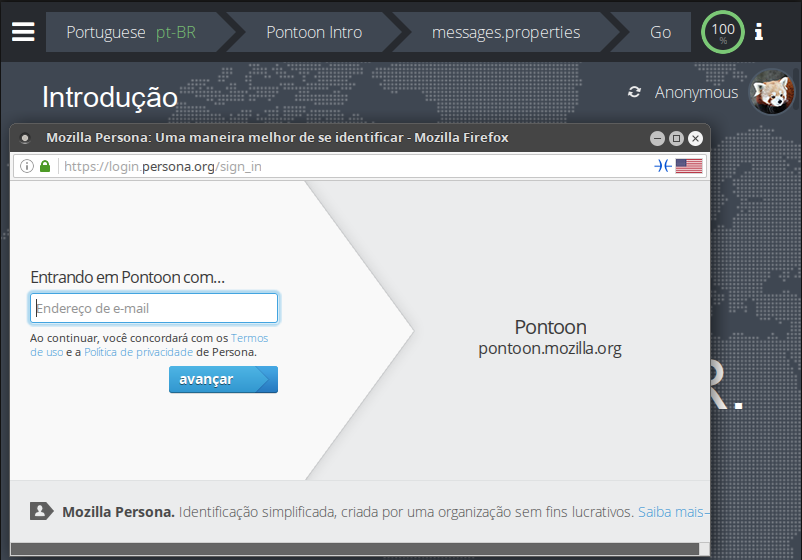 Portuguese pt-BR Pontoon Intro messages.properties Go 100 %
Introdução
Anonymous
Mozilla Persona: Uma maneira melhor de se identificar - Mozilla Firefox
https://login.persona.org/sign_in
Entrando em Pontoon com...
Endereço de e-mail
Ao continuar, você concordará com os Termos
de uso e a Política de privacidade de Persona.
avançar
Pontoon
pontoon.mozilla.org
R.
Mozilla Persona. Identificação simplificada, criada por uma organização sem fins lucrativos. Saiba mais